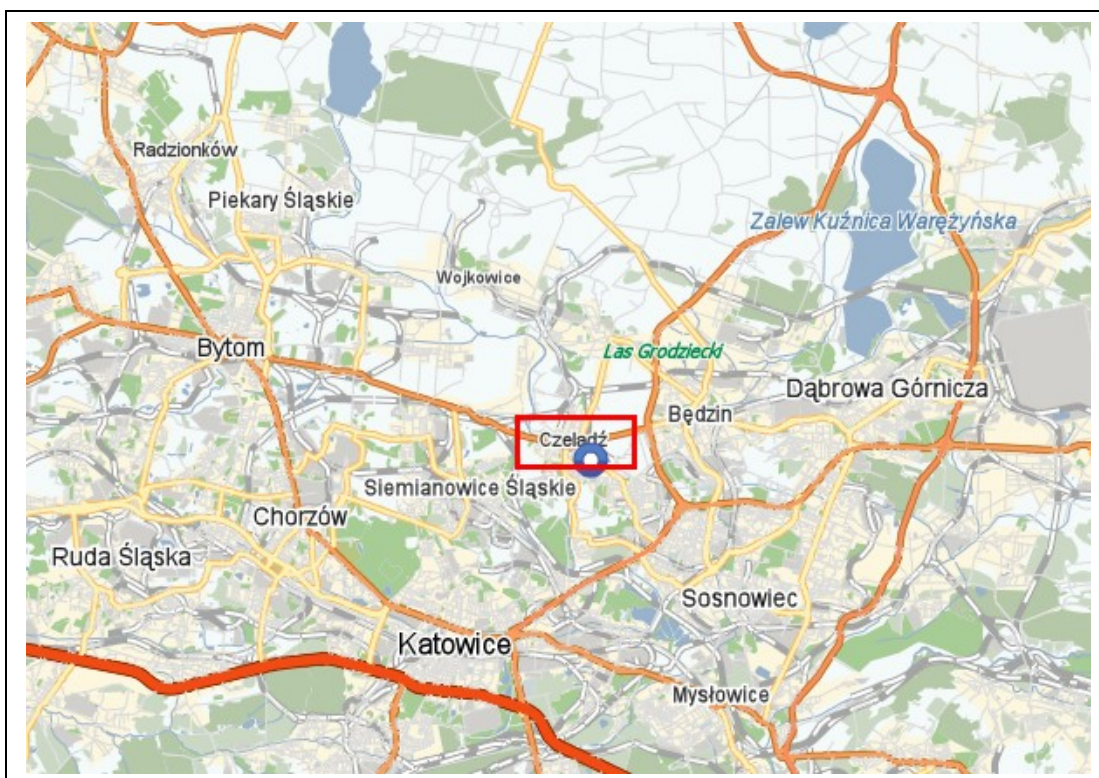 Radzionków
Piekary Śląskie
Zalew Kuźnica Warężyńska
Wojkowice
Bytom
Las Grodziecki
Dąbrowa Górnicza
Będzin
Czeladź
Siemianowice Śląskie
Chorzów
Ruda Śląska
Sosnowiec
Katowice
Mysłowice